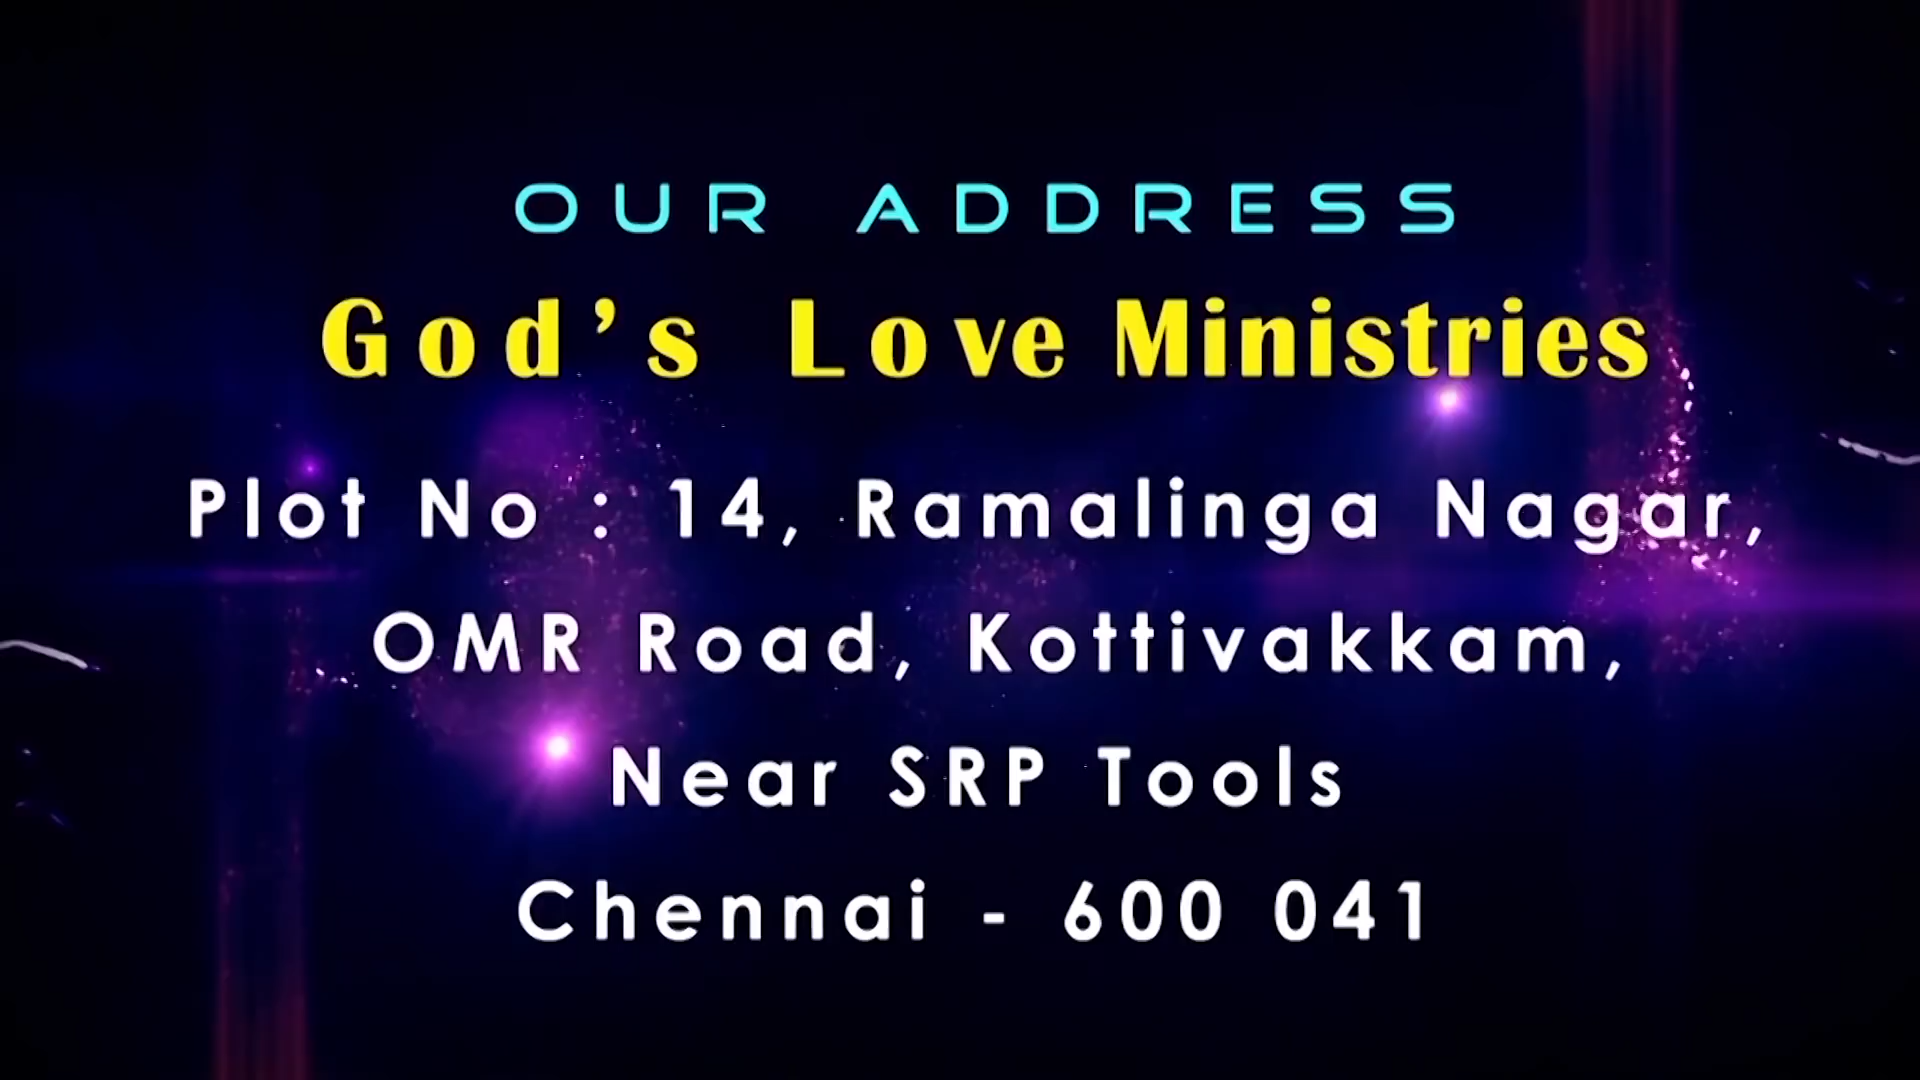 OUR ADDRESS
God’s Love Ministries
Plot No : 14, Ramalinga Nagar,
OMR Road, Kottivakkam,
Near SRP Tools
Chennai - 600 041